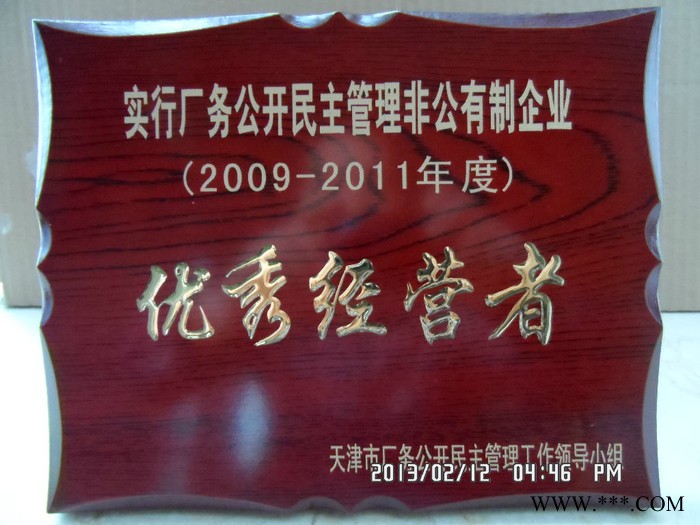 实行厂务公开民主管理非公有制企业
(2009-2011年度)
优秀经营者
天津市厂务公开民主管理工作领导小组
2013/02/12 04:46 PM
WWW.***.COM